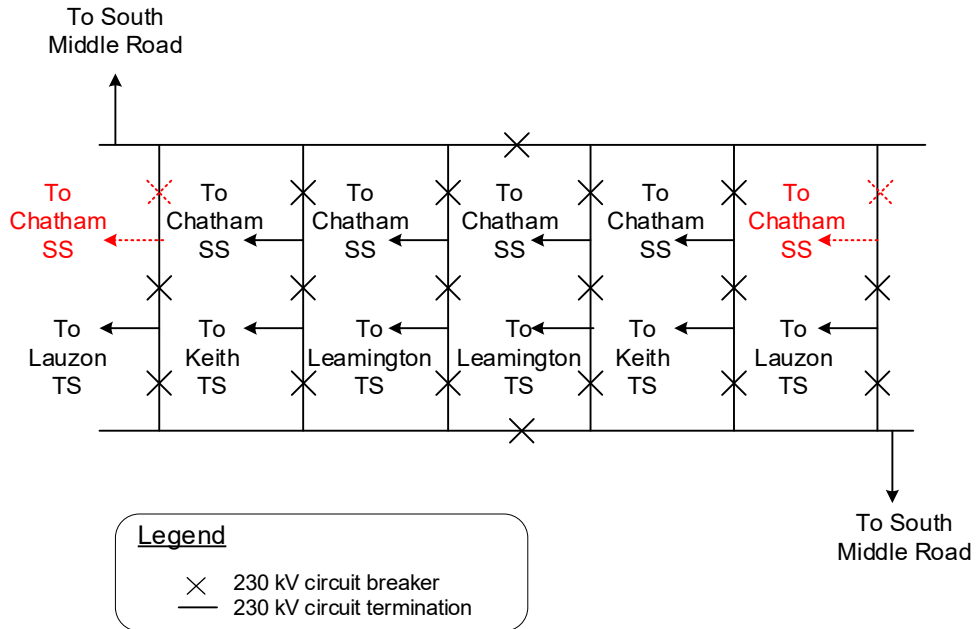 To South
Middle Road
To
Chatham
SS
To
Chatham
SS
To
Chatham
SS
To
Chatham
SS
To
Chatham
SS
To
Chatham
SS
To
Lauzon
TS
To
Keith
TS
To
Leamington
TS
To
Leamington
TS
To
Keith
TS
To
Lauzon
TS
To South
Middle Road
Legend
230 kV circuit breaker
230 kV circuit termination